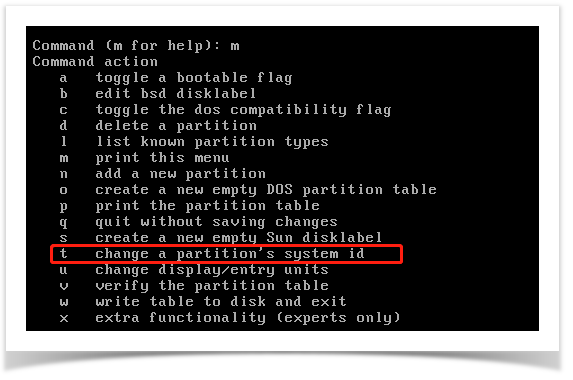 Command (m for help): m
Command action
a toggle a bootable flag
b edit bsd disklabel
c toggle the dos compatibility flag
d delete a partition
l list known partition types
m print this menu
n add a new partition
o create a new empty DOS partition table
p print the partition table
q quit without saving changes
s create a new empty Sun disklabel
t change a partition's system id
u change display/entry units
v verify the partition table
w write table to disk and exit
x extra functionality (experts only)